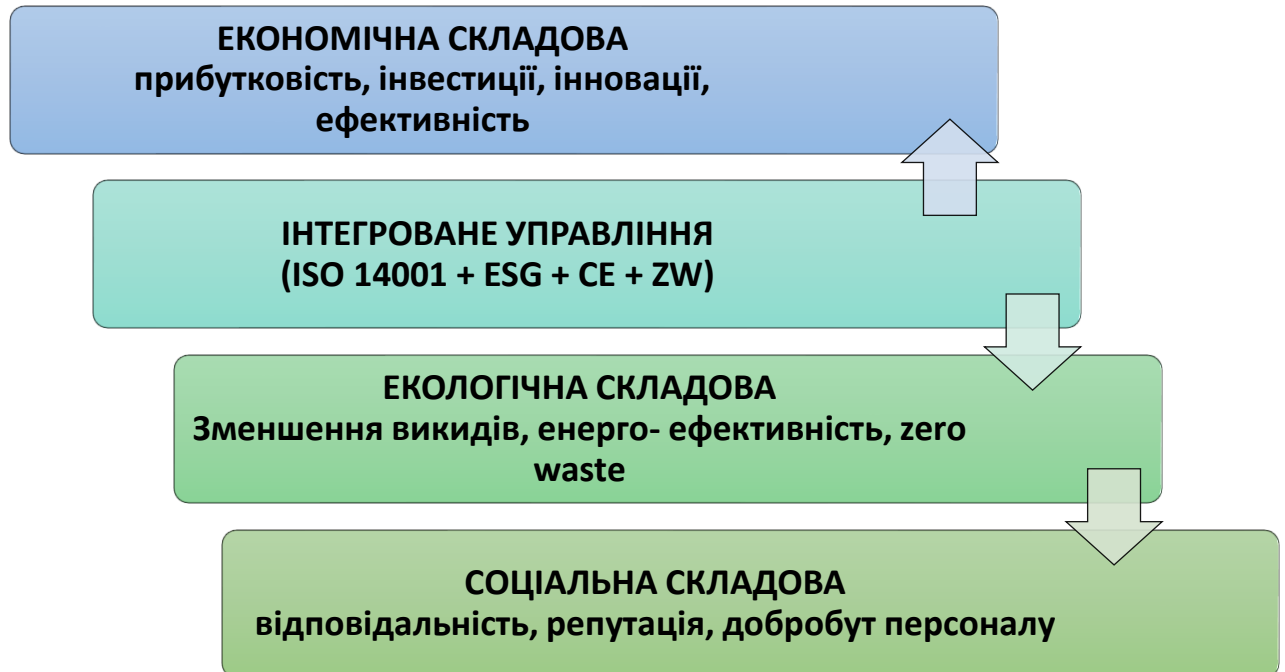 ЕКОНОМІЧНА СКЛАДОВА
прибутковість, інвестиції, інновації,
ефективність
ІНТЕГРОВАНЕ УПРАВЛІННЯ
(ISO 14001 + ESG + CE + ZW)
ЕКОЛОГІЧНА СКЛАДОВА
Зменшення викидів, енерго- ефективність, zero
waste
СОЦІАЛЬНА СКЛАДОВА
відповідальність, репутація, добробут персоналу